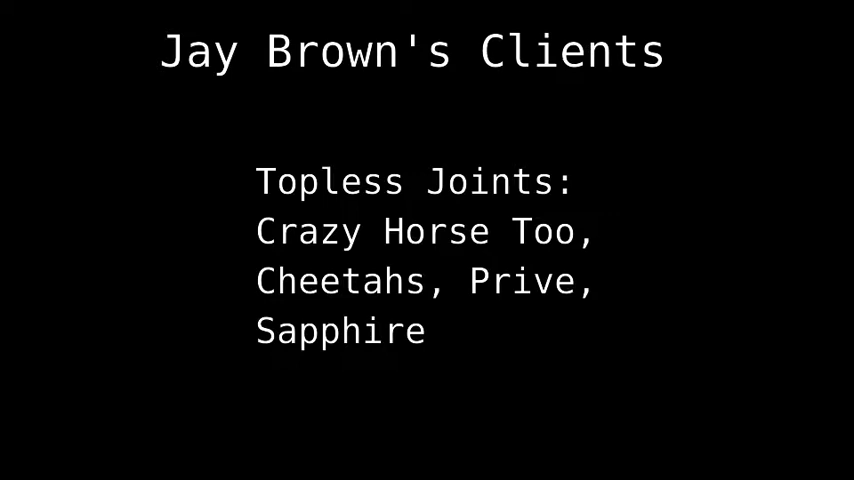 Jay Brown's Clients
Topless Joints:
Crazy Horse Too,
Cheetahs, Prive,
Sapphire